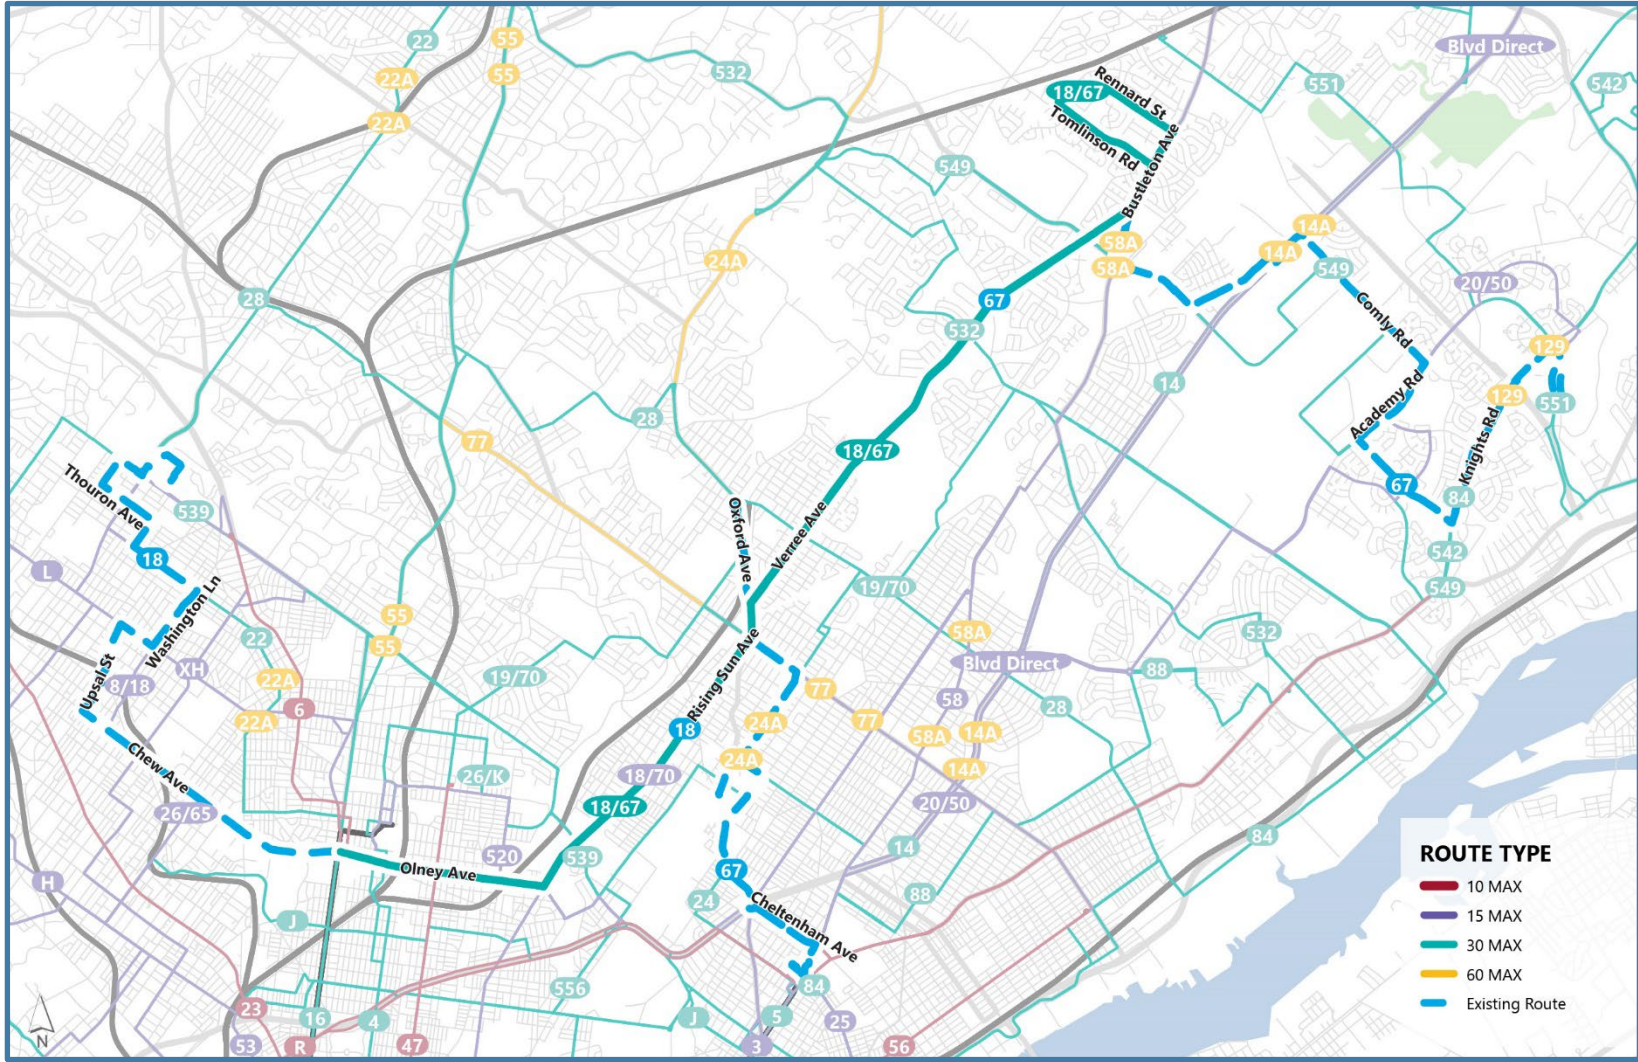 22
55
55
22A
22A
532
Blvd Direct
551
542
Rennard St
18/67
Tomlinson Rd
Bustleton Ave
549
58A
58A
14A
14A
549
24A
28
20/50
67
532
Comly Rd
129
129
551
14
Academy Rd
Knights Rd
28
77
18/67
67
84
542
549
Thouron Ave
539
Oxford Ave
Verree Ave
18
L
Washington Ln
19/70
55
55
22
58A
532
Blvd Direct
88
Rising Sun Ave
XH
Upsal St
8/18
22A
22A
6
19/70
77
77
58
28
18
24A
24A
58A
14A
14A
Chew Ave
26/K
18/70
18/67
20/50
26/65
84
14
539
520
Olney Ave
67
H
24
88
Cheltenham Ave
J
84
556
23
16
4
J
5
25
53
R
47
3
56
N
ROUTE TYPE
10 MAX
15 MAX
30 MAX
60 MAX
Existing Route